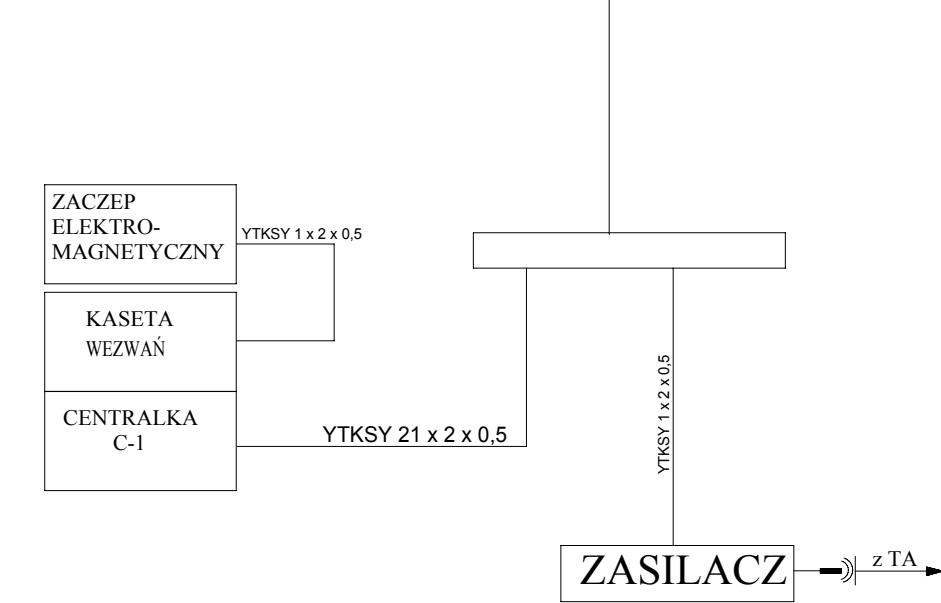 ZACZEP
ELEKTRO-
MAGNETYCZNY
YTKSY 1 x 2 x 0,5
KASETA
WEZWAŃ
CENTRALKA
C-1
YTKSY 21 x 2 x 0,5
YTKSY 1 x 2 x 0,5
ZASILACZ
z TA